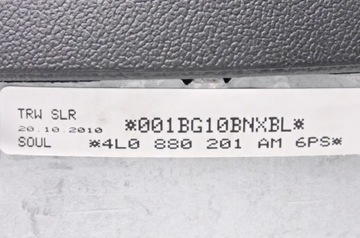 TRW SLR
20.10.2010 *001BG10BNXBL*
SOUL *4L0 880 201 AM 6PS*